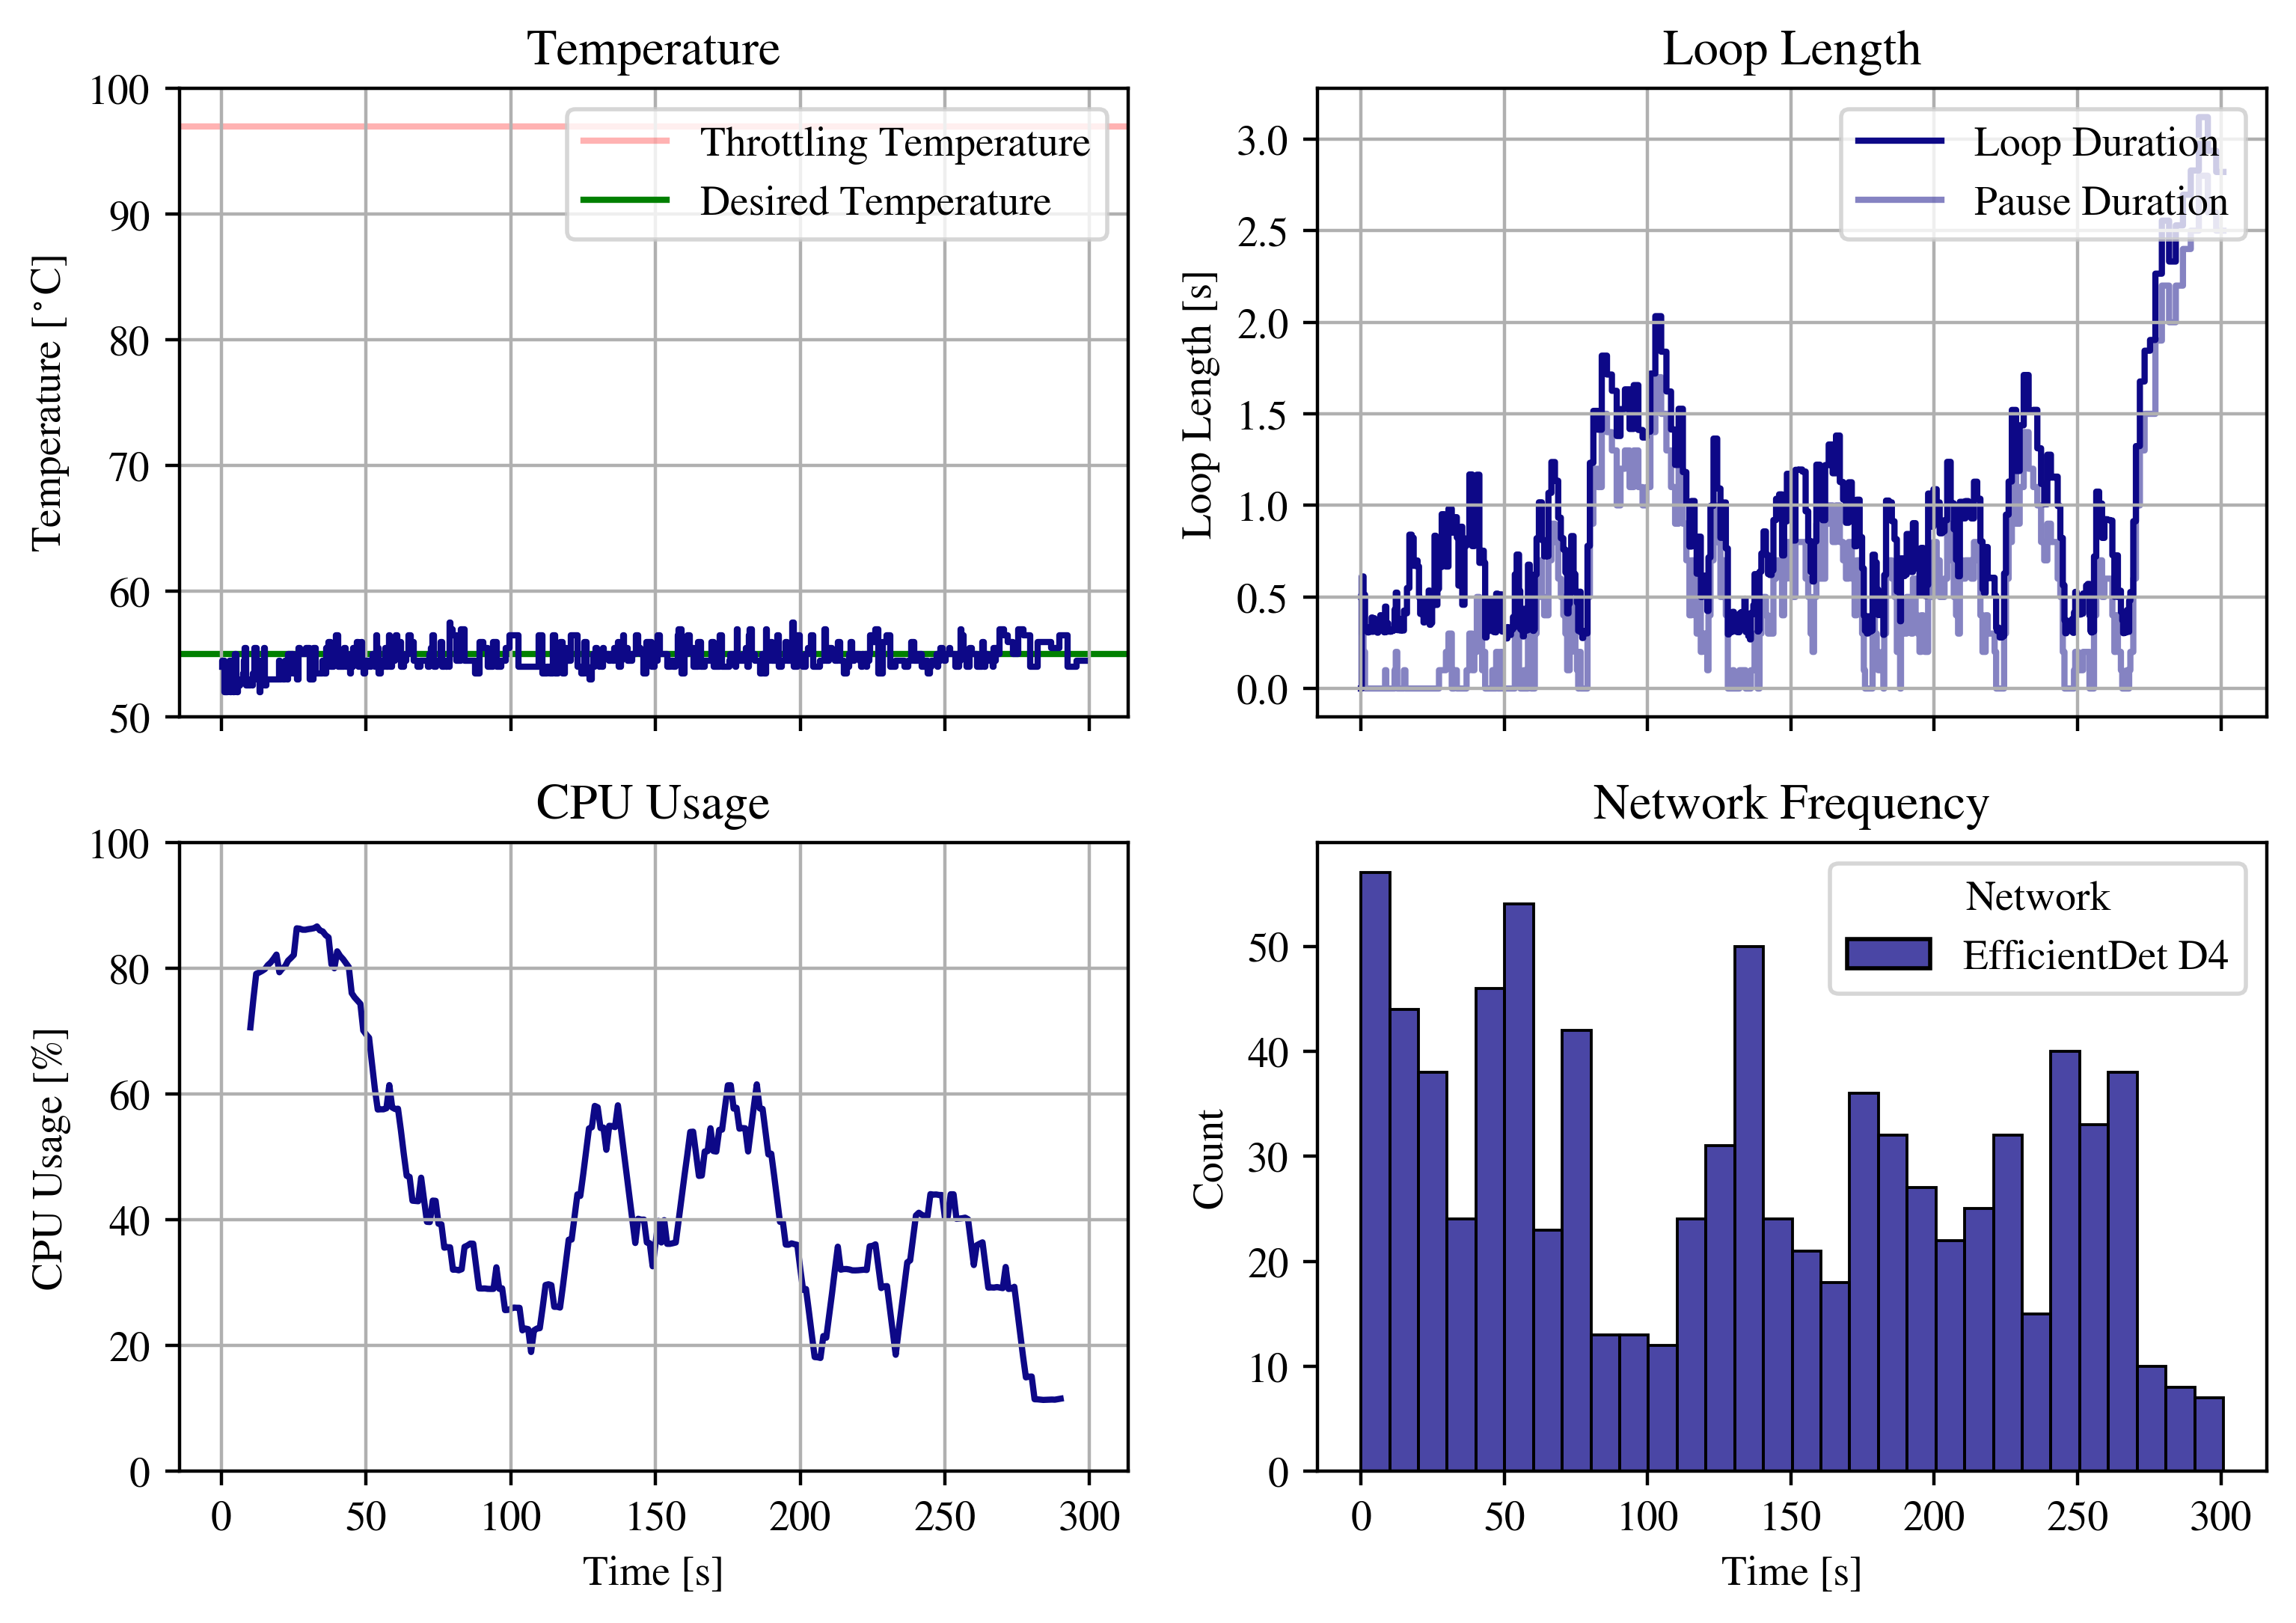 Temperature
100
90
80
70
60
50
Temperature [°C]
Throttling Temperature
Desired Temperature
Loop Length
3.0
2.5
2.0
1.5
1.0
0.5
0.0
Loop Length [s]
Loop Duration
Pause Duration
CPU Usage
100
80
60
40
20
0
CPU Usage [%]
0 50 100 150 200 250 300
Time [s]
Network Frequency
50
40
30
20
10
0
Count
Network
EfficientDet D4
0 50 100 150 200 250 300
Time [s]